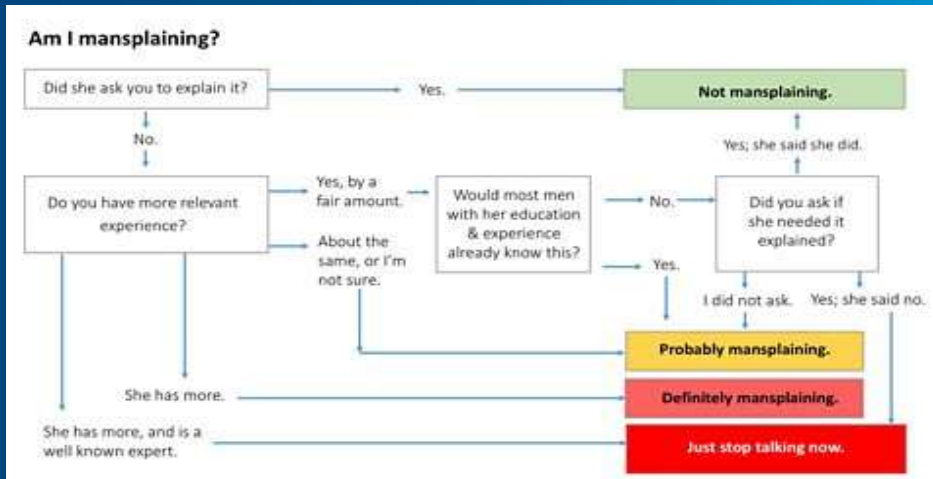 Am I mansplaining?
Did she ask you to explain it?
Yes.
Not mansplaining.
No.
Yes; she said she did.
Do you have more relevant
experience?
Yes, by a
fair amount.
Would most men
with her education
& experience
already know this?
No.
Did you ask if
she needed it
explained?
About the
same, or I'm
not sure.
Yes.
I did not ask.
Yes; she said no.
Probably mansplaining.
She has more.
Definitely mansplaining.
She has more, and is a
well known expert.
Just stop talking now.